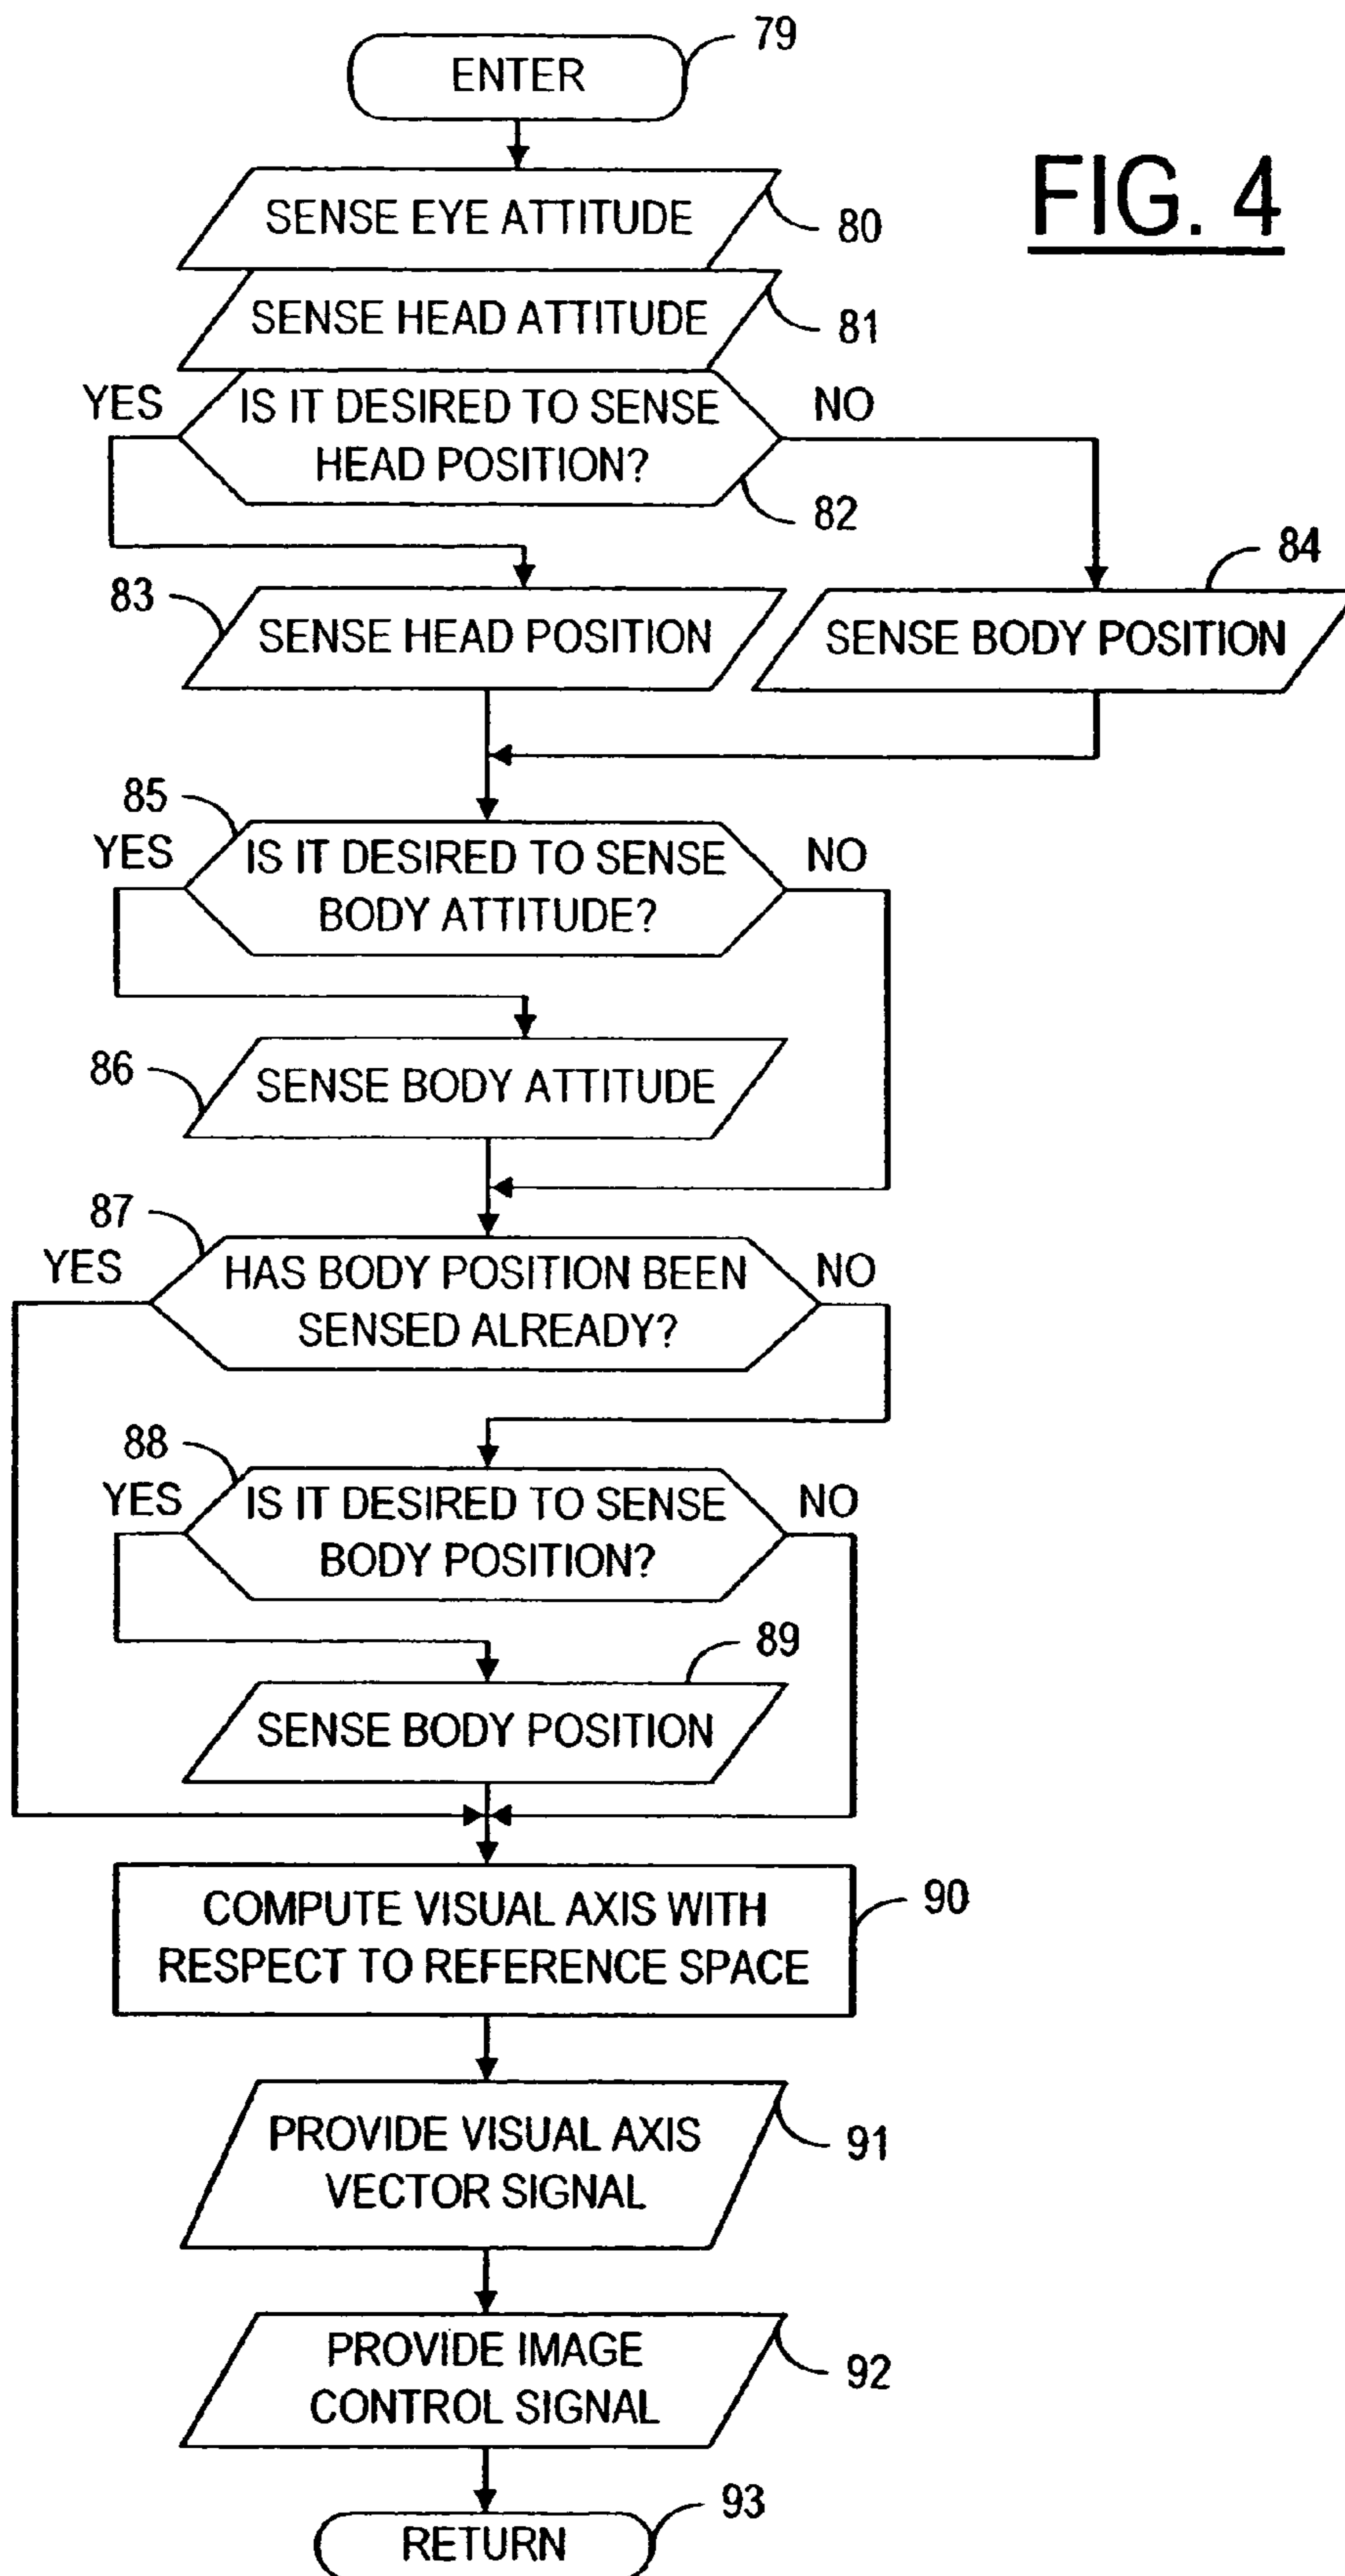 79
ENTER
FIG. 4
SENSE EYE ATTITUDE
80
SENSE HEAD ATTITUDE
81
YES
IS IT DESIRED TO SENSE
HEAD POSITION?
NO
82
84
83
SENSE HEAD POSITION
SENSE BODY POSITION
85
YES
IS IT DESIRED TO SENSE
BODY ATTITUDE?
NO
86
SENSE BODY ATTITUDE
87
YES
HAS BODY POSITION BEEN
SENSED ALREADY?
NO
88
YES
IS IT DESIRED TO SENSE
BODY POSITION?
NO
89
SENSE BODY POSITION
COMPUTE VISUAL AXIS WITH
RESPECT TO REFERENCE SPACE
90
PROVIDE VISUAL AXIS
VECTOR SIGNAL
91
PROVIDE IMAGE
CONTROL SIGNAL
92
93
RETURN